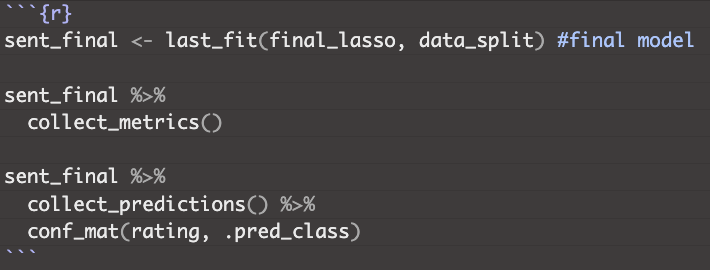 ```{r}
sent_final <- last_fit(final_lasso, data_split) #final model

sent_final %>%
  collect_metrics()

sent_final %>%
  collect_predictions() %>%
  conf_mat(rating, .pred_class)
```